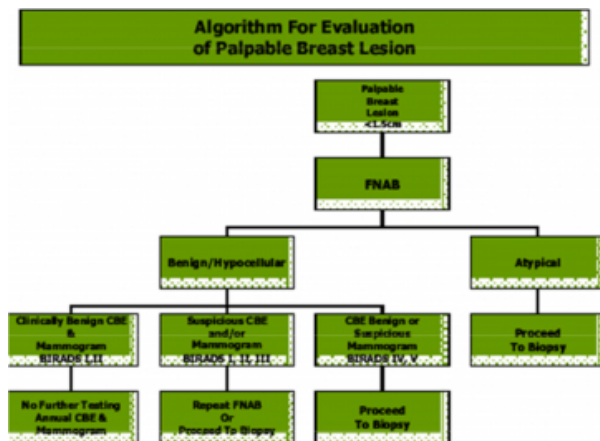 Algorithm For Evaluation
of Palpable Breast Lesion
Palpable
Breast
Lesion
<1.5cm
FNAB
Benign/Hypocellular
Atypical
Clinically Benign CBE
&
Mammogram
BIRADS I,II
Suspicious CBE
and/or
Mammogram
BIRADS I, II, III
CBE Benign or
Suspicious
Mammogram
BIRADS IV, V
Proceed
To Biopsy
No Further Testing
Annual CBE &
Mammogram
Repeat FNAB
Or
Proceed To Biopsy
Proceed
To Biopsy